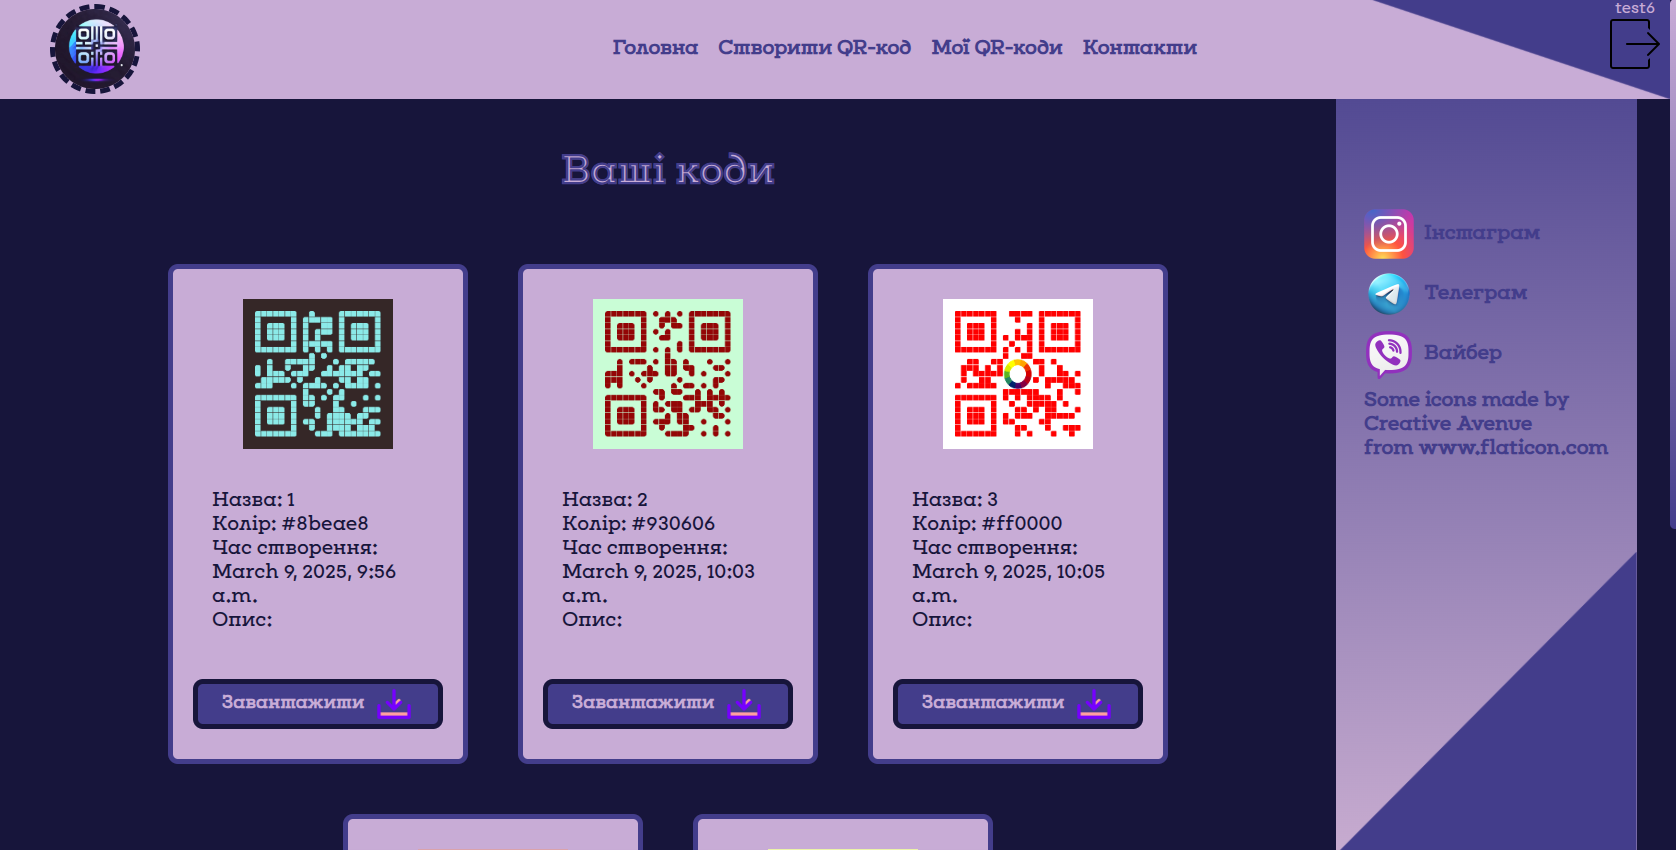 test6
Головна Створити QR-код Мої QR-коди Контакти
Ваші коди
Назва: 1
Колір: #8beae8
Час створення:
March 9, 2025, 9:56
a.m.
Опис:
Завантажити
Назва: 2
Колір: #930606
Час створення:
March 9, 2025, 10:03
a.m.
Опис:
Завантажити
Назва: 3
Колір: #ff0000
Час створення:
March 9, 2025, 10:05
a.m.
Опис:
Завантажити
Інстаграм
Телеграм
Вайбер
Some icons made by
Creative Avenue
from www.flaticon.com